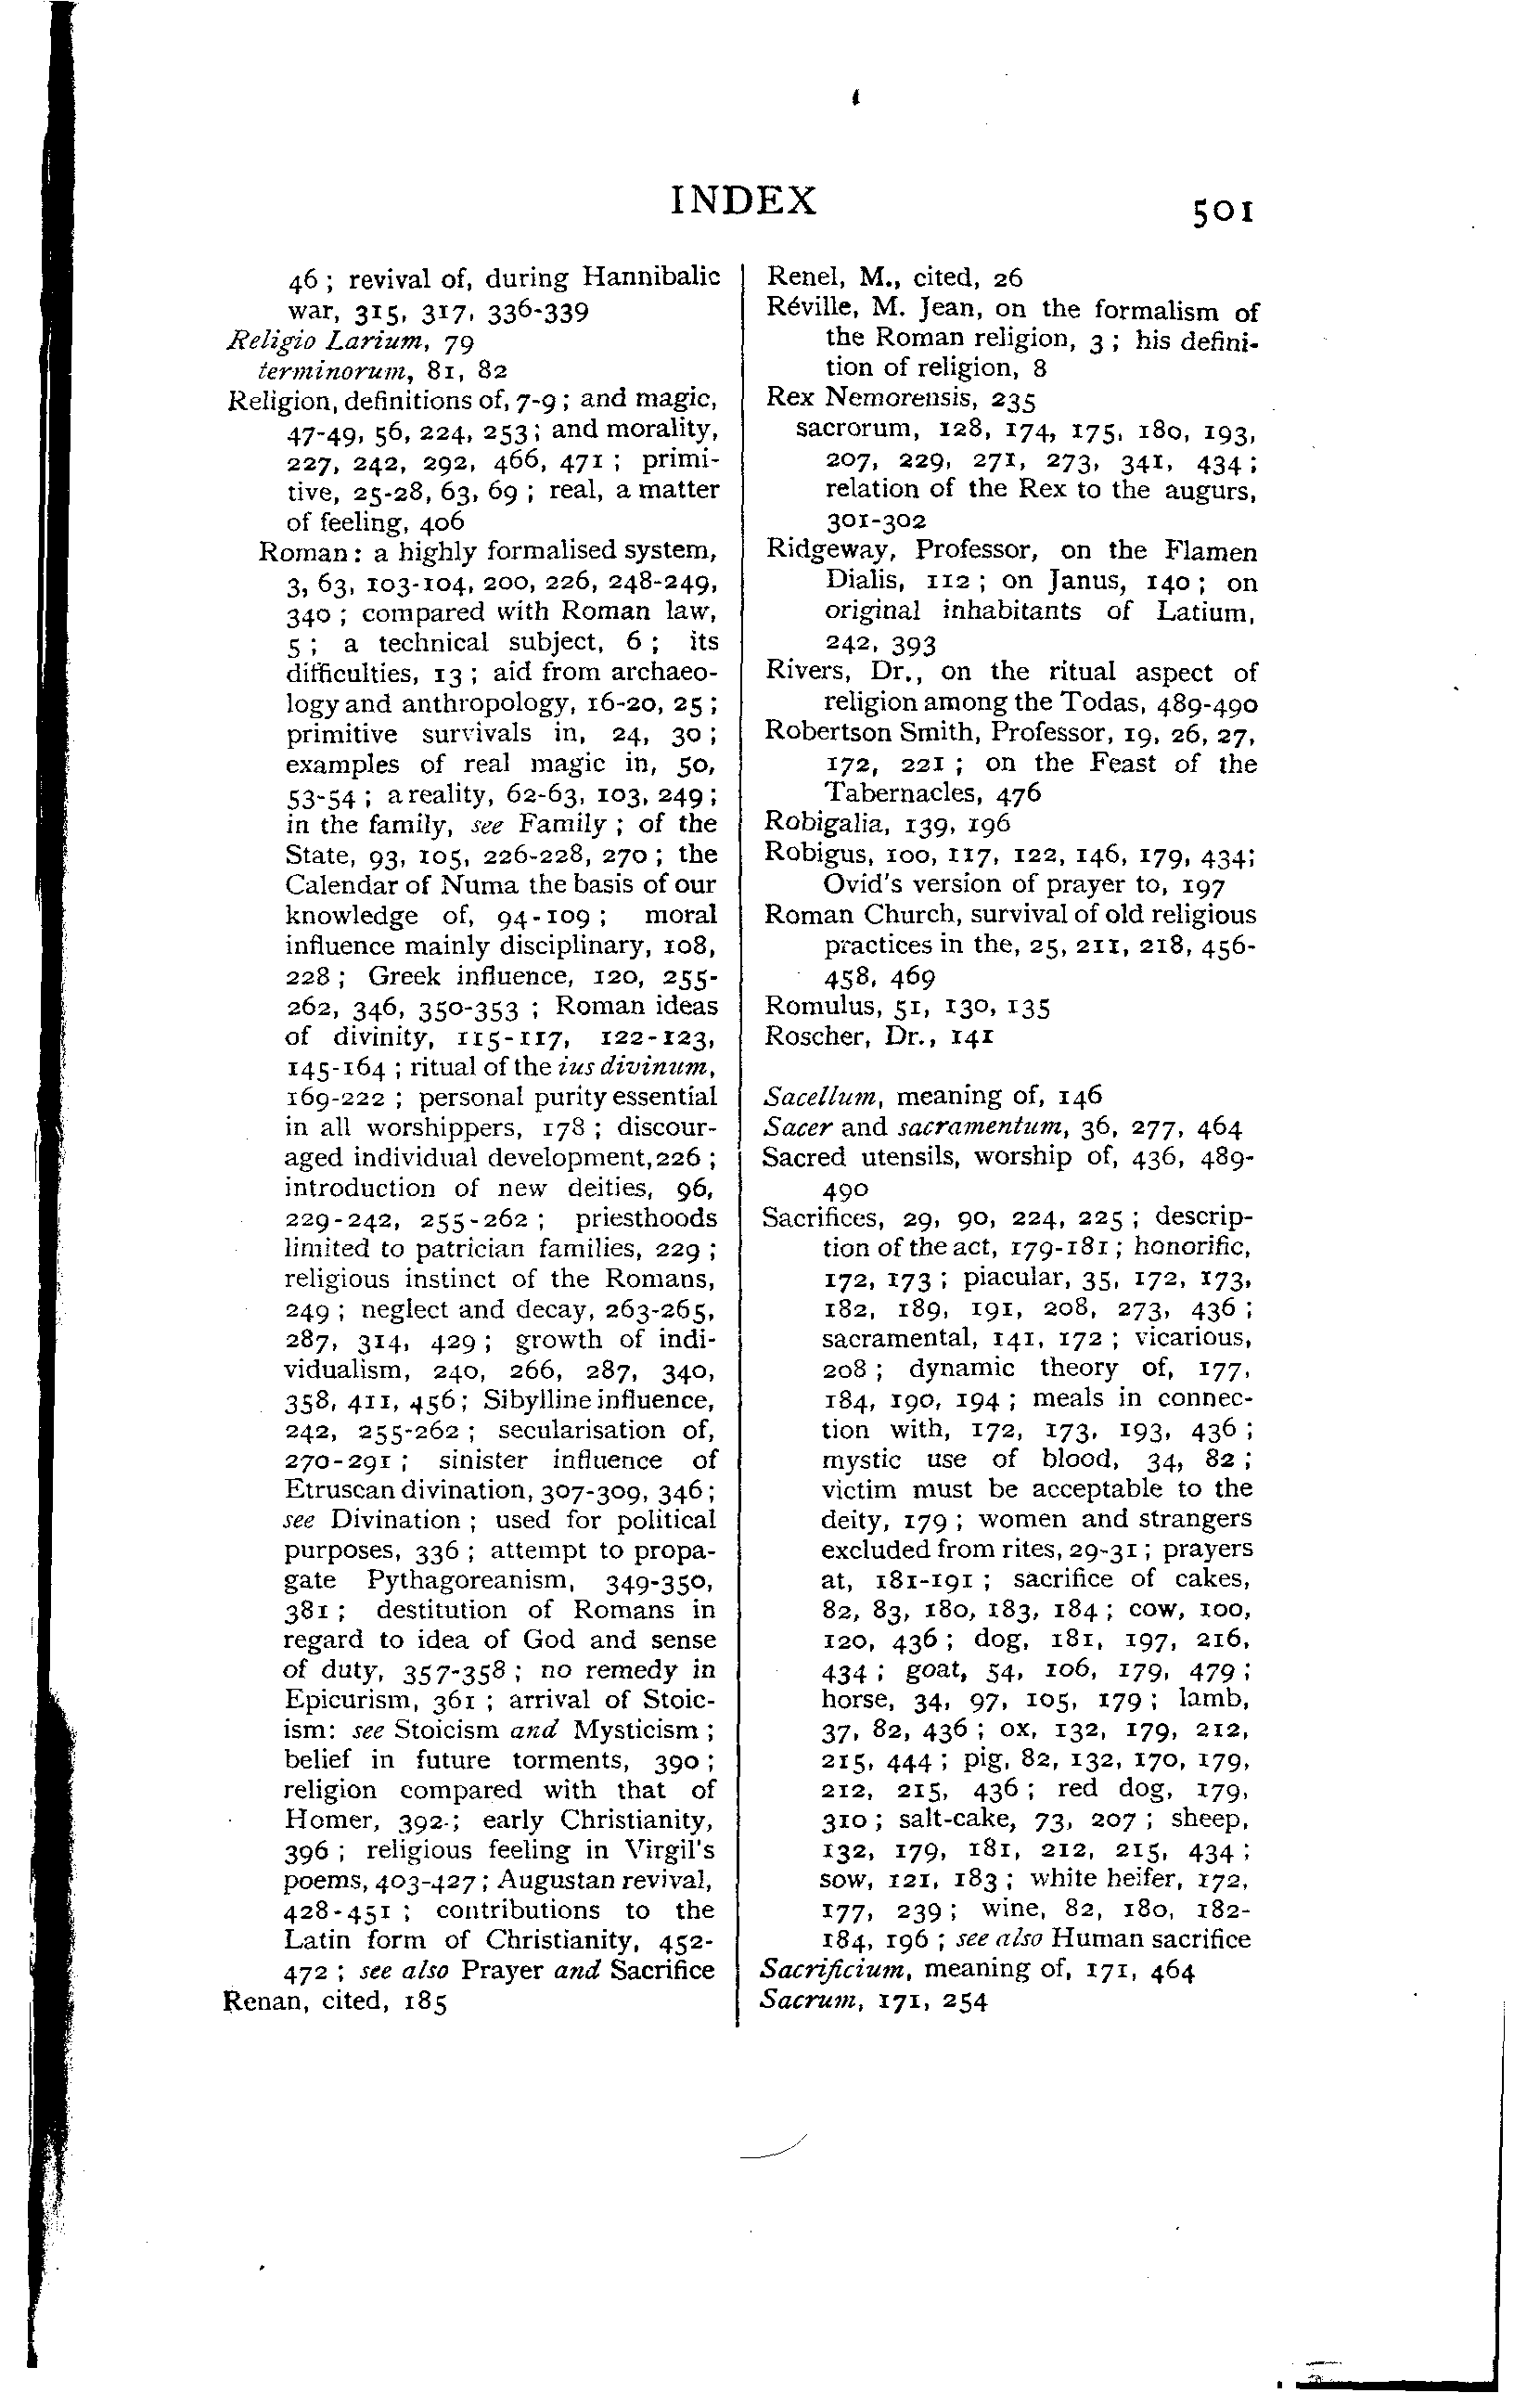 INDEX
501
46 ; revival of, during Hannibalic
war, 315, 317, 336-339
Religio Larium, 79
terminorum, 81, 82
Religion, definitions of, 7-9 ; and magic,
47-49, 56, 224, 253 ; and morality,
227, 242, 292, 466, 471 ; primi-
tive, 25-28, 63, 69 ; real, a matter
of feeling, 406
Roman : a highly formalised system,
3, 63, 103-104, 200, 226, 248-249,
340 ; compared with Roman law,
5 ; a technical subject, 6 ; its
difficulties, 13 ; aid from archaeo-
logy and anthropology, 16-20, 25 ;
primitive survivals in, 24, 30 ;
examples of real magic in, 50,
53-54 ; a reality, 62-63, 103, 249 ;
in the family, see Family ; of the
State, 93, 105, 226-228, 270 ; the
Calendar of Numa the basis of our
knowledge of, 94-109 ; moral
influence mainly disciplinary, 108,
228 ; Greek influence, 120, 255-
262, 346, 350-353 ; Roman ideas
of divinity, 115-117, 122-123,
145-164 ; ritual of the ius divinum,
169-222 ; personal purity essential
in all worshippers, 178 ; discour-
aged individual development, 226 ;
introduction of new deities, 96,
229-242, 255-262 ; priesthoods
limited to patrician families, 229 ;
religious instinct of the Romans,
249 ; neglect and decay, 263-265,
287, 314, 429 ; growth of indi-
vidualism, 240, 266, 287, 340,
358, 411, 456 ; Sibylline influence,
242, 255-262 ; secularisation of,
270-291 ; sinister influence of
Etruscan divination, 307-309, 346 ;
see Divination ; used for political
purposes, 336 ; attempt to propa-
gate Pythagoreanism, 349-350,
381 ; destitution of Romans in
regard to idea of God and sense
of duty, 357-358 ; no remedy in
Epicurism, 361 ; arrival of Stoic-
ism: see Stoicism and Mysticism ;
belief in future torments, 390 ;
religion compared with that of
Homer, 392 ; early Christianity,
396 ; religious feeling in Virgil's
poems, 403-427 ; Augustan revival,
428-451 ; contributions to the
Latin form of Christianity, 452-
472 ; see also Prayer and Sacrifice
Renan, cited, 185
Renel, M., cited, 26
Réville, M. Jean, on the formalism of
the Roman religion, 3 ; his defini-
tion of religion, 8
Rex Nemorensis, 235
sacrorum, 128, 174, 175, 180, 193,
207, 229, 271, 273, 341, 434 ;
relation of the Rex to the augurs,
301-302
Ridgeway, Professor, on the Flamen
Dialis, 112 ; on Janus, 140 ; on
original inhabitants of Latium,
242, 393
Rivers, Dr., on the ritual aspect of
religion among the Todas, 489-490
Robertson Smith, Professor, 19, 26, 27,
172, 221 ; on the Feast of the
Tabernacles, 476
Robigalia, 139, 196
Robigus, 100, 117, 122, 146, 179, 434;
Ovid's version of prayer to, 197
Roman Church, survival of old religious
practices in the, 25, 211, 218, 456-
458, 469
Romulus, 51, 130, 135
Roscher, Dr., 141
Sacellum, meaning of, 146
Sacer and sacramentum, 36, 277, 464
Sacred utensils, worship of, 436, 489-
490
Sacrifices, 29, 90, 224, 225 ; descrip-
tion of the act, 179-181 ; honorific,
172, 173 ; piacular, 35, 172, 173,
182, 189, 191, 208, 273, 436 ;
sacramental, 141, 172 ; vicarious,
208 ; dynamic theory of, 177,
184, 190, 194 ; meals in connec-
tion with, 172, 173, 193, 436 ;
mystic use of blood, 34, 82 ;
victim must be acceptable to the
deity, 179 ; women and strangers
excluded from rites, 29-31 ; prayers
at, 181-191 ; sacrifice of cakes,
82, 83, 180, 183, 184 ; cow, 100,
120, 436 ; dog, 181, 197, 216,
434 ; goat, 54, 106, 179, 479 ;
horse, 34, 97, 105, 179 ; lamb,
37, 82, 436 ; ox, 132, 179, 212,
215, 444 ; pig, 82, 132, 170, 179,
212, 215, 436 ; red dog, 179,
310 ; salt-cake, 73, 207 ; sheep,
132, 179, 181, 212, 215, 434 ;
sow, 121, 183 ; white heifer, 172,
177, 239 ; wine, 82, 180, 182-
184, 196 ; see also Human sacrifice
Sacrificium, meaning of, 171, 464
Sacrum, 171, 254